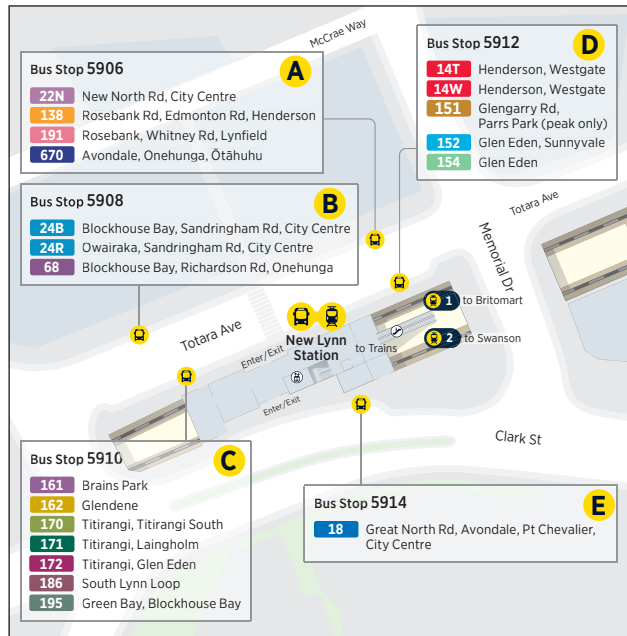 McCrae Way
Bus Stop 5906
A
22N New North Rd, City Centre
138 Rosebank Rd, Edmonton Rd, Henderson
191 Rosebank, Whitney Rd, Lynfield
670 Avondale, Onehunga, Ōtāhuhu
Bus Stop 5912
D
14T Henderson, Westgate
14W Henderson, Westgate
151 Glengarry Rd,
Parrs Park (peak only)
152 Glen Eden, Sunnyvale
154 Glen Eden
Bus Stop 5908
B
24B Blockhouse Bay, Sandringham Rd, City Centre
24R Owairaka, Sandringham Rd, City Centre
68 Blockhouse Bay, Richardson Rd, Onehunga
Totara Ave
Memorial Dr
1 to Britomart
2 to Swanson
Totara Ave
New Lynn
Station
to Trains
Enter/Exit
Enter/Exit
Clark St
Bus Stop 5910
C
161 Brains Park
162 Glendene
170 Titirangi, Titirangi South
171 Titirangi, Laingholm
172 Titirangi, Glen Eden
186 South Lynn Loop
195 Green Bay, Blockhouse Bay
Bus Stop 5914
E
18 Great North Rd, Avondale, Pt Chevalier,
City Centre